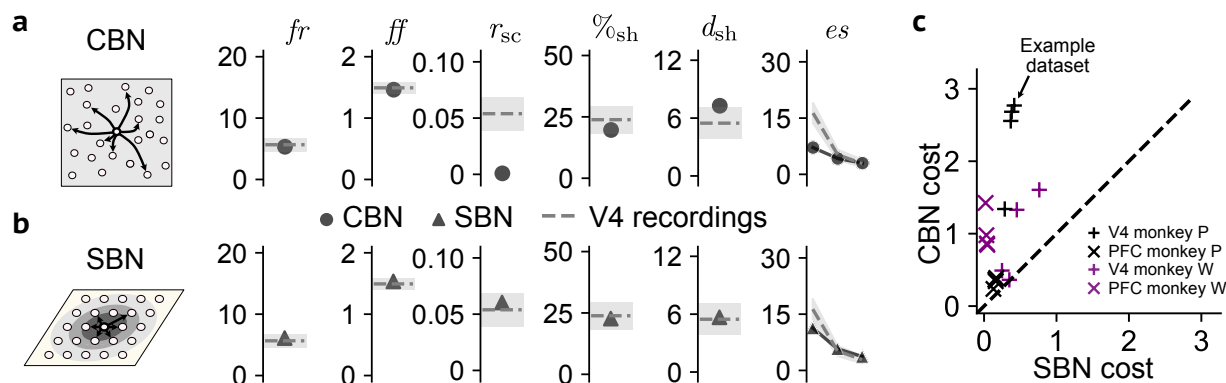 a
CBN
fr
ff
r_sc
%_sh
d_sh
es
20
10
0
2
1
0
0.10
0.05
0
50
25
0
12
6
0
30
15
0
CBN
SBN
V4 recordings
b
SBN
20
10
0
2
1
0
0.10
0.05
0
50
25
0
12
6
0
30
15
0
c
Example
dataset
CBN cost
3
2
1
0
V4 monkey P
PFC monkey P
V4 monkey W
PFC monkey W
0
1
2
3
SBN cost